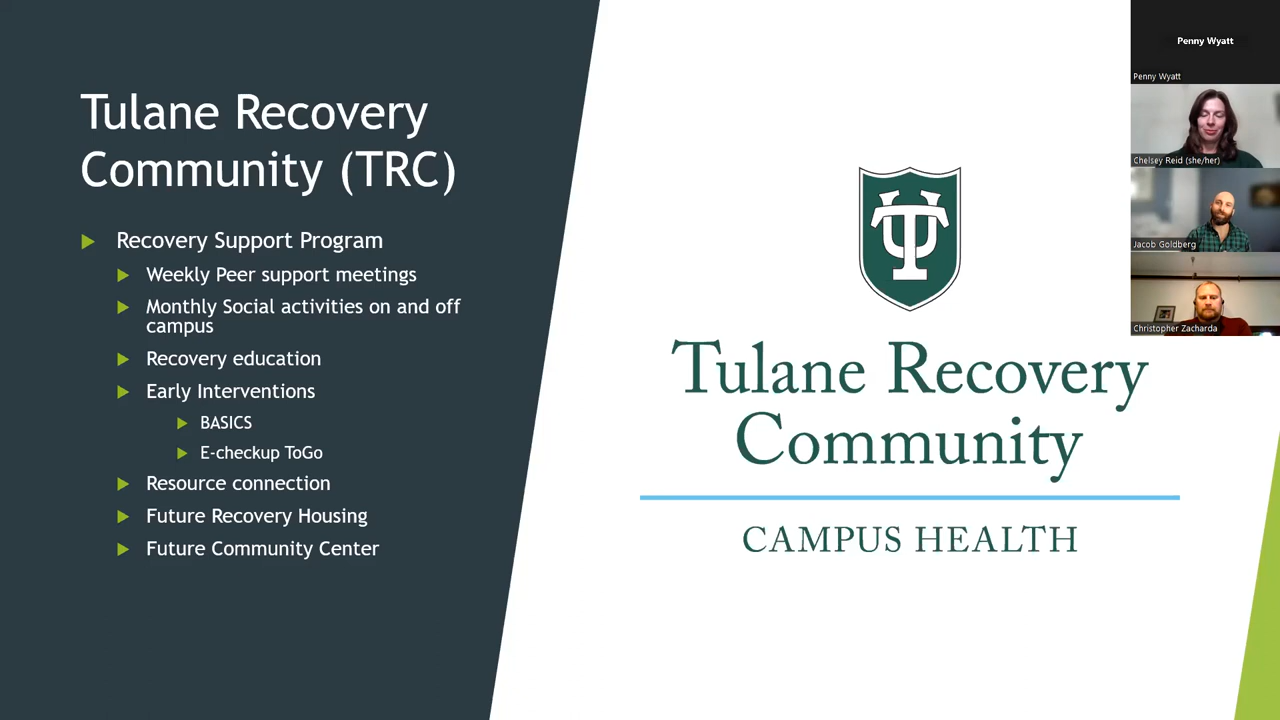 Tulane Recovery
Community (TRC)
Recovery Support Program
Weekly Peer support meetings
Monthly Social activities on and off
campus
Recovery education
Early Interventions
BASICS
E-checkup ToGo
Resource connection
Future Recovery Housing
Future Community Center
TU
Tulane Recovery
Community
CAMPUS HEALTH
Penny Wyatt
Penny Wyatt
Chelsey Reid (she/her)
Jacob Goldberg
Christopher Zacharda